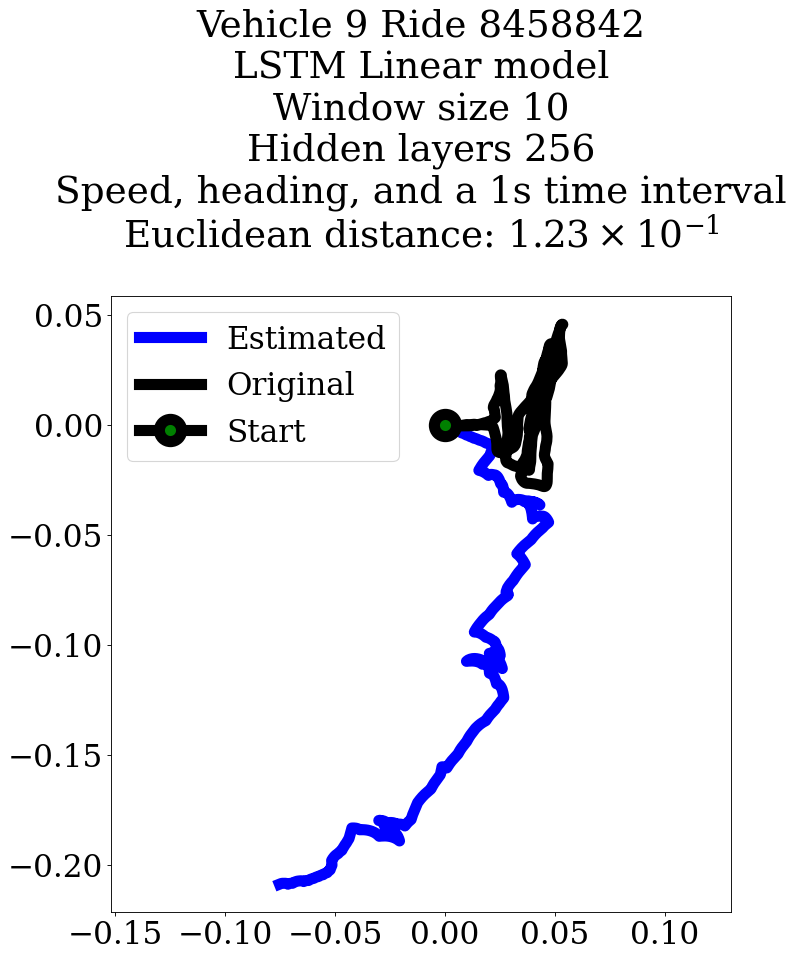 Vehicle 9 Ride 8458842
LSTM Linear model
Window size 10
Hidden layers 256
Speed, heading, and a 1s time interval
Euclidean distance: 1.23 × 10⁻¹
Estimated
Original
Start
0.05
0.00
−0.05
−0.10
−0.15
−0.20
−0.15 −0.10 −0.05 0.00 0.05 0.10